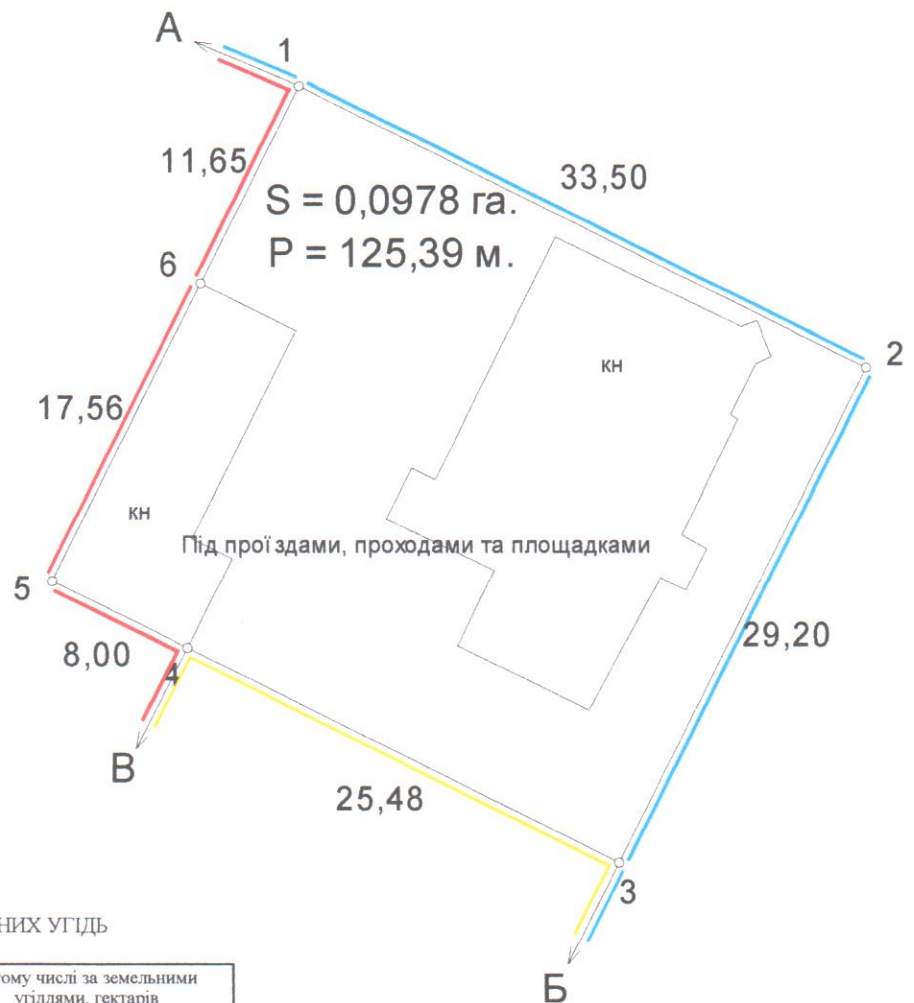 А
1
11,65
33,50
S = 0,0978 га.
P = 125,39 м.
6
2
кн
17,56
кн
Під проїздами, проходами та площадками
5
8,00
4
29,20
В
25,48
3
НИХ УГІДЬ
тому числі за земельними
угіддями, гектарів
Б